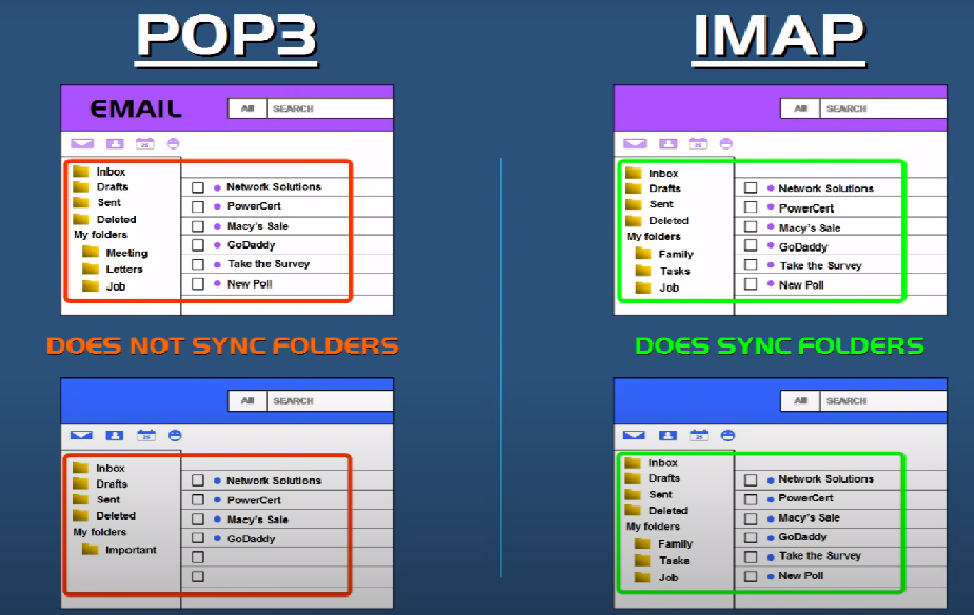 POP3
EMAIL
All SEARCH
25
Inbox
Drafts
Sent
Deleted
My folders
Meeting
Letters
Job
Network Solutions
PowerCert
Macy's Sale
GoDaddy
Take the Survey
New Poll
DOES NOT SYNC FOLDERS
All SEARCH
25
Inbox
Drafts
Sent
Deleted
My folders
Important
Network Solutions
PowerCert
Macy's Sale
GoDaddy
IMAP
All SEARCH
25
Inbox
Drafts
Sent
Deleted
My folders
Family
Tasks
Job
Network Solutions
PowerCert
Macy's Sale
GoDaddy
Take the Survey
New Poll
DOES SYNC FOLDERS
All SEARCH
25
Inbox
Drafts
Sent
Deleted
My folders
Family
Tasks
Job
Network Solutions
PowerCert
Macy's Sale
GoDaddy
Take the Survey
New Poll